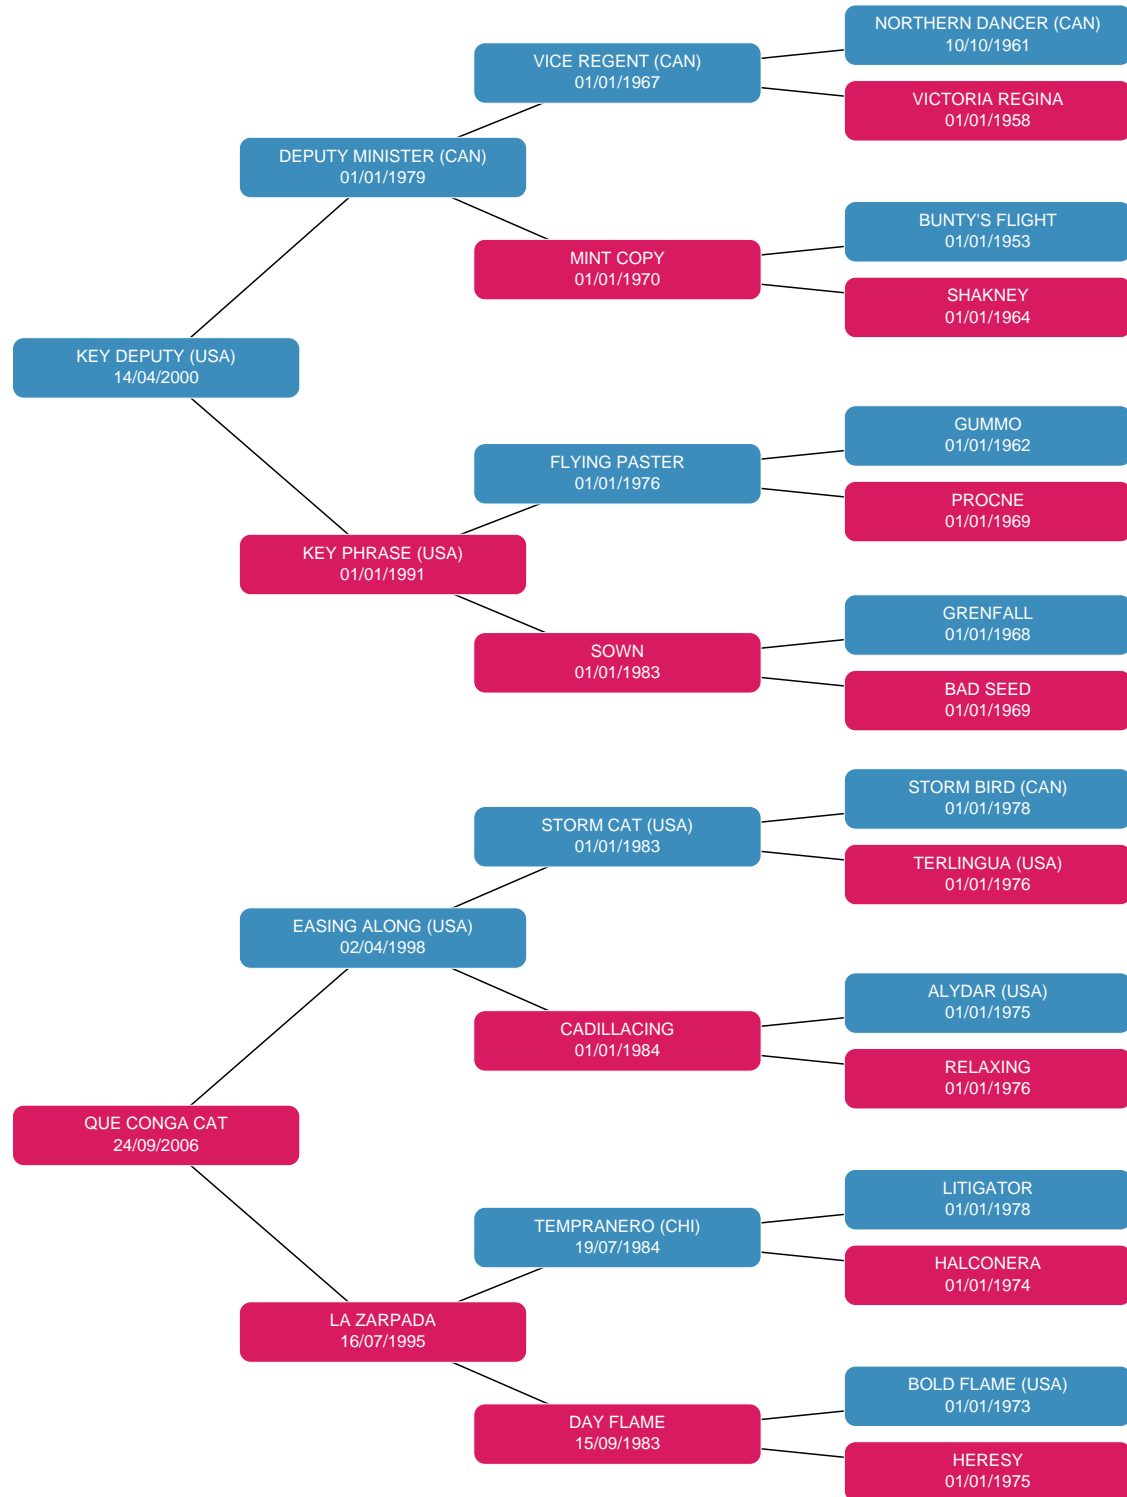 NORTHERN DANCER (CAN)
10/10/1961
VICE REGENT (CAN)
01/01/1967
VICTORIA REGINA
01/01/1958
DEPUTY MINISTER (CAN)
01/01/1979
BUNTY'S FLIGHT
01/01/1953
MINT COPY
01/01/1970
SHAKNEY
01/01/1964
KEY DEPUTY (USA)
14/04/2000
GUMMO
01/01/1962
FLYING PASTER
01/01/1976
PROCNE
01/01/1969
KEY PHRASE (USA)
01/01/1991
GRENFALL
01/01/1968
SOWN
01/01/1983
BAD SEED
01/01/1969
STORM BIRD (CAN)
01/01/1978
STORM CAT (USA)
01/01/1983
TERLINGUA (USA)
01/01/1976
EASING ALONG (USA)
02/04/1998
ALYDAR (USA)
01/01/1975
CADILLACING
01/01/1984
RELAXING
01/01/1976
QUE CONGA CAT
24/09/2006
LITIGATOR
01/01/1978
TEMPRANERO (CHI)
19/07/1984
HALCONERA
01/01/1974
LA ZARPADA
16/07/1995
BOLD FLAME (USA)
01/01/1973
DAY FLAME
15/09/1983
HERESY
01/01/1975